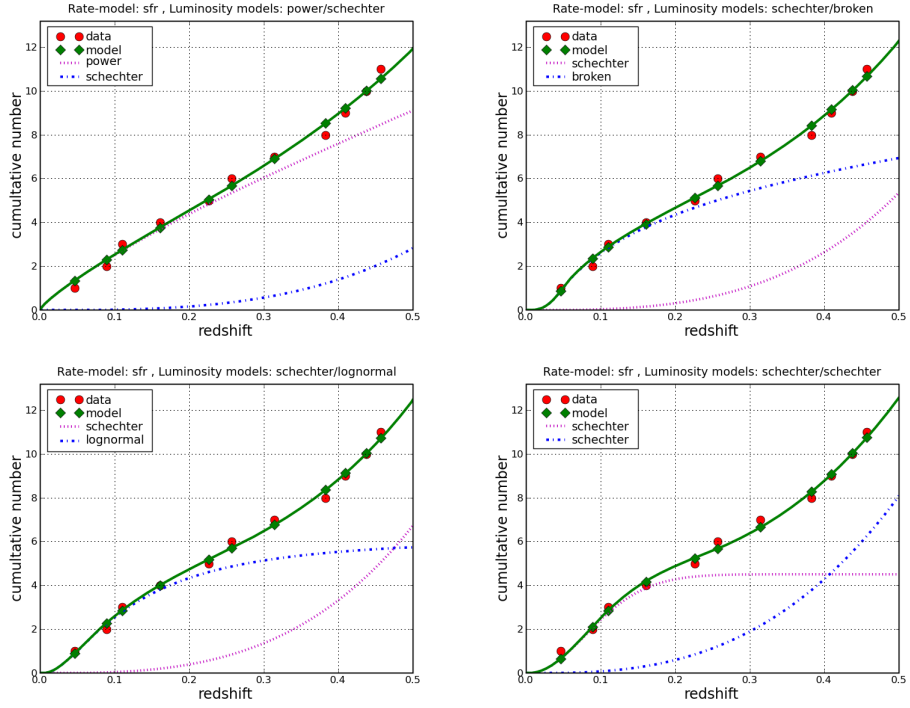 Rate-model: sfr , Luminosity models: power/schechter
data
model
power
schechter
cumultative number
12
10
8
6
4
2
0
0.0 0.1 0.2 0.3 0.4 0.5
redshift
Rate-model: sfr , Luminosity models: schechter/broken
data
model
schechter
broken
cumultative number
12
10
8
6
4
2
0
0.0 0.1 0.2 0.3 0.4 0.5
redshift
Rate-model: sfr , Luminosity models: schechter/lognormal
data
model
schechter
lognormal
cumultative number
12
10
8
6
4
2
0
0.0 0.1 0.2 0.3 0.4 0.5
redshift
Rate-model: sfr , Luminosity models: schechter/schechter
data
model
schechter
schechter
cumultative number
12
10
8
6
4
2
0
0.0 0.1 0.2 0.3 0.4 0.5
redshift